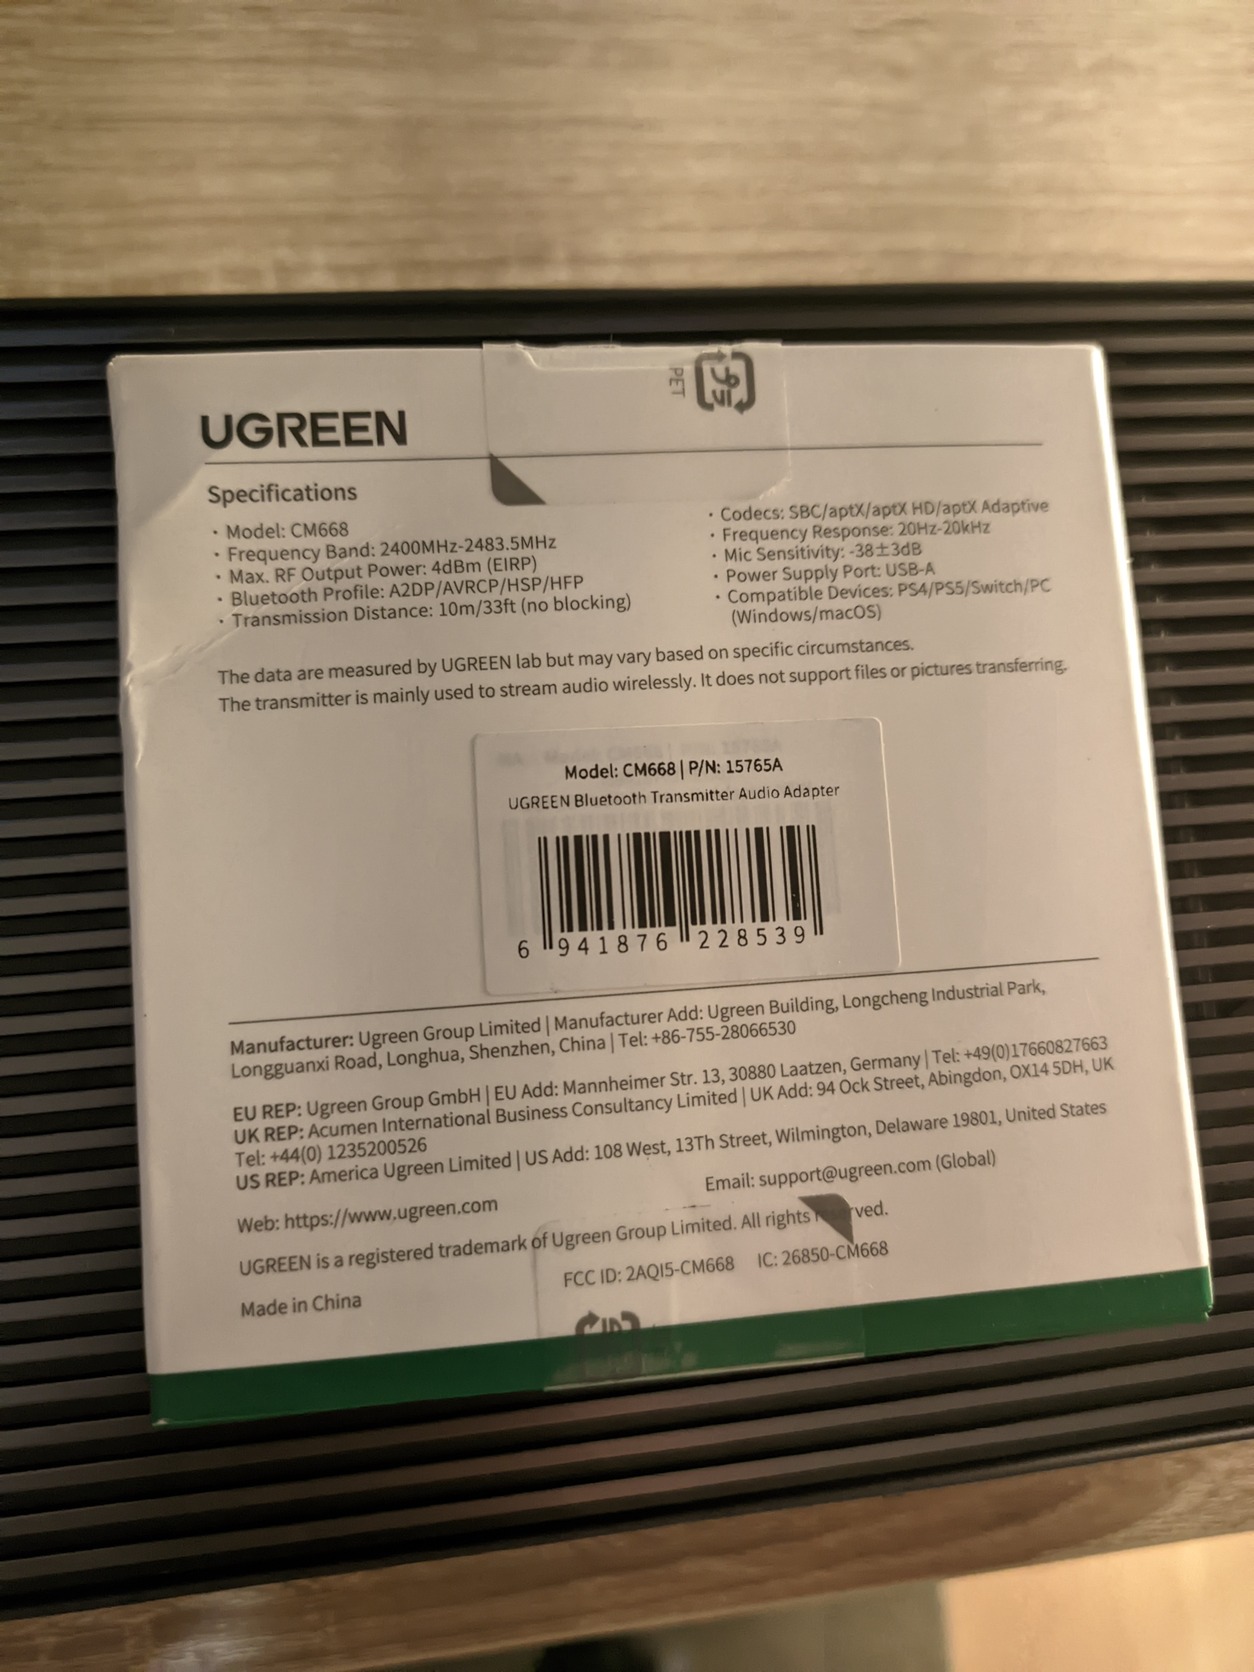 PET
UGREEN
Specifications
· Model: CM668
· Frequency Band: 2400MHz-2483.5MHz
· Max. RF Output Power: 4dBm (EIRP)
· Bluetooth Profile: A2DP/AVRCP/HSP/HFP
· Transmission Distance: 10m/33ft (no blocking)
· Codecs: SBC/aptX/aptX HD/aptX Adaptive
· Frequency Response: 20Hz-20kHz
· Mic Sensitivity: -38±3dB
· Power Supply Port: USB-A
· Compatible Devices: PS4/PS5/Switch/PC
(Windows/macOS)
The data are measured by UGREEN lab but may vary based on specific circumstances.
The transmitter is mainly used to stream audio wirelessly. It does not support files or pictures transferring.
Model: CM668 | P/N: 15765A
UGREEN Bluetooth Transmitter Audio Adapter
6 941876 228539
Manufacturer: Ugreen Group Limited | Manufacturer Add: Ugreen Building, Longcheng Industrial Park,
Longguanxi Road, Longhua, Shenzhen, China | Tel: +86-755-28066530
EU REP: Ugreen Group GmbH | EU Add: Mannheimer Str. 13, 30880 Laatzen, Germany | Tel: +49(0)17660827663
UK REP: Acumen International Business Consultancy Limited | UK Add: 94 Ock Street, Abingdon, OX14 5DH, UK
Tel: +44(0) 1235200526
US REP: America Ugreen Limited | US Add: 108 West, 13Th Street, Wilmington, Delaware 19801, United States
Web: https://www.ugreen.com
Email: support@ugreen.com (Global)
UGREEN is a registered trademark of Ugreen Group Limited. All rights reserved.
FCC ID: 2AQI5-CM668 IC: 26850-CM668
Made in China